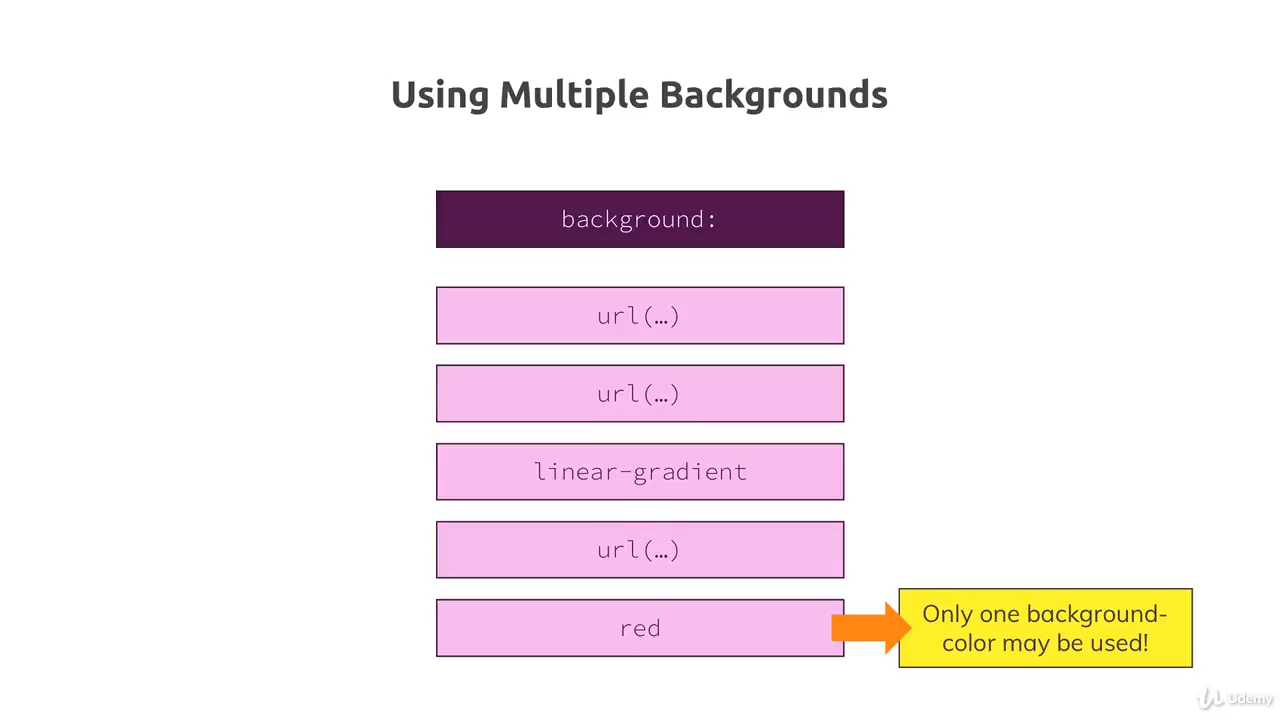 Using Multiple Backgrounds
background:
url(…)
url(…)
linear-gradient
url(…)
red
Only one background-
color may be used!
Udemy